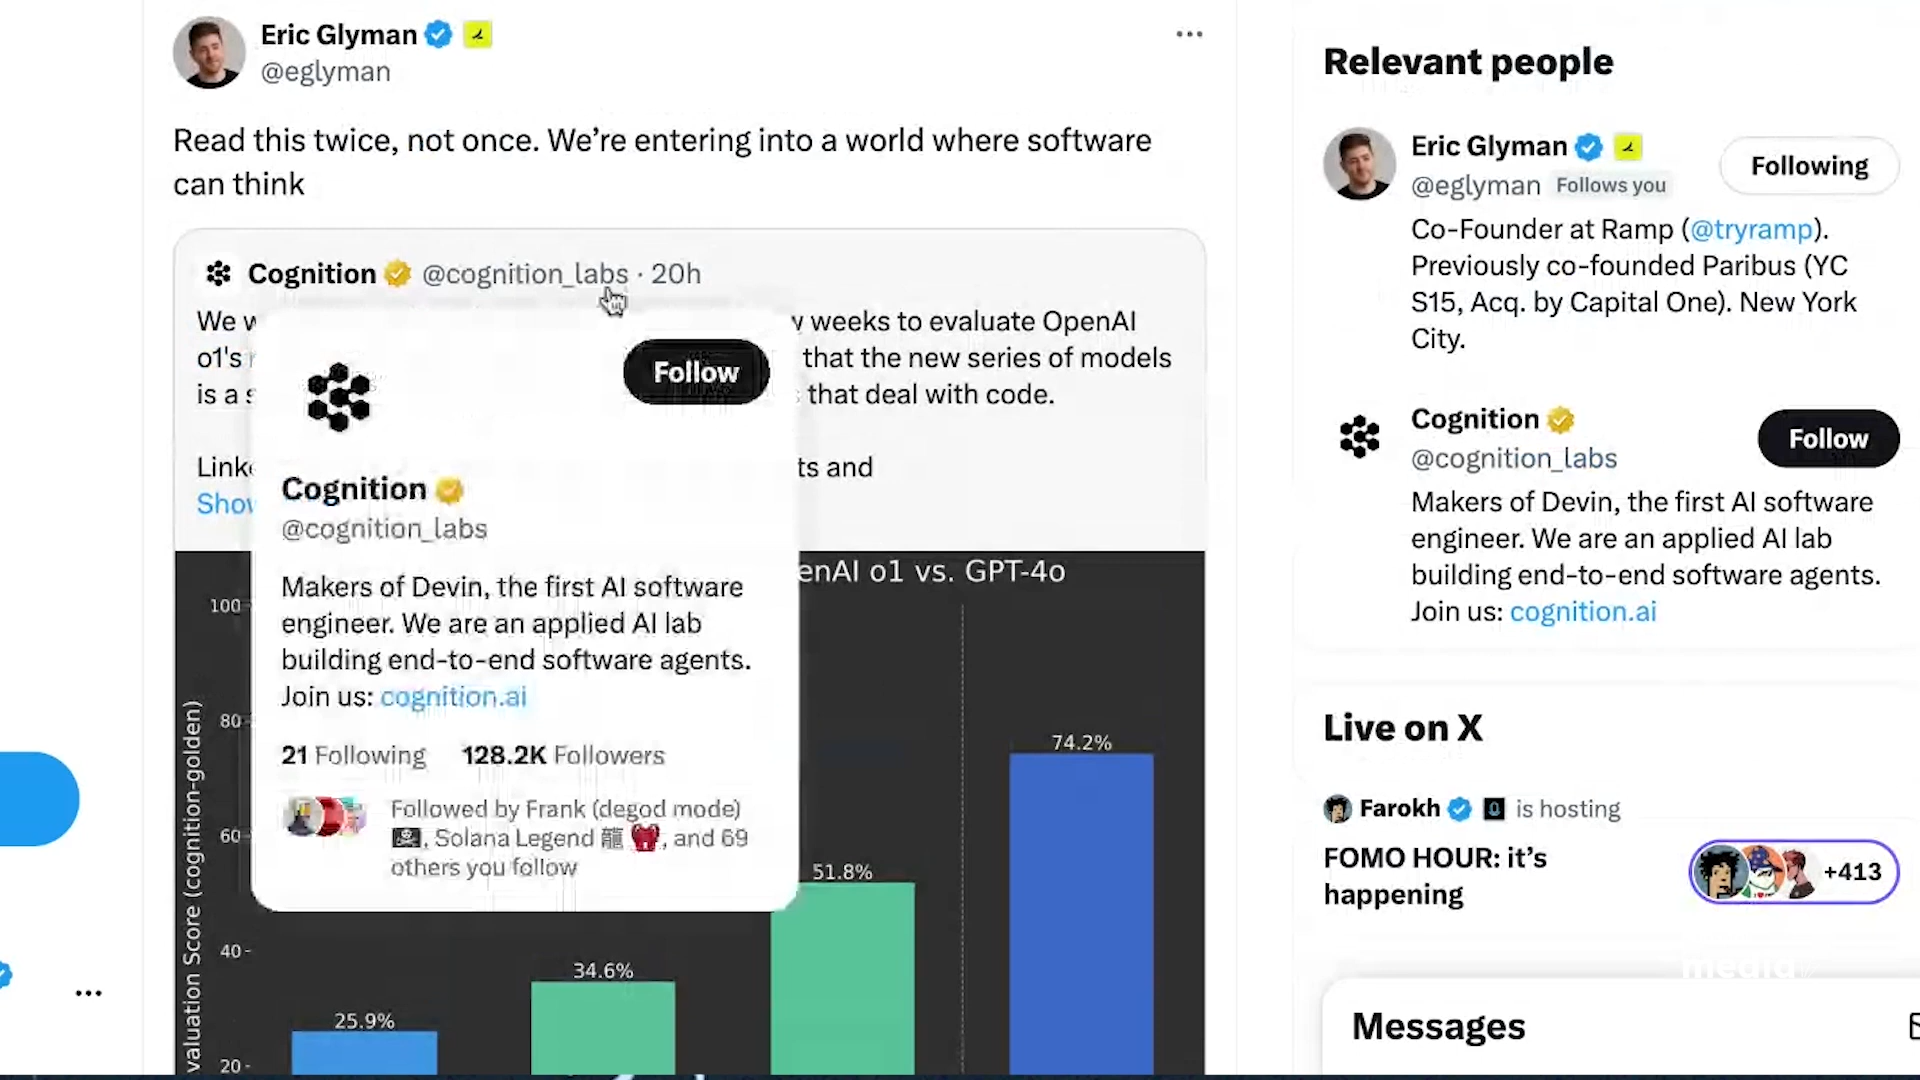 Eric Glyman
@eglyman
Read this twice, not once. We’re entering into a world where software
can think
Cognition @cognition_labs · 20h
We w
w weeks to evaluate OpenAI
o1's
that the new series of models
is a s
that deal with code.
Linke
ts and
Show
Follow
Cognition
@cognition_labs
Makers of Devin, the first AI software
engineer. We are an applied AI lab
building end-to-end software agents.
Join us: cognition.ai
21 Following 128.2K Followers
Followed by Frank (degod mode)
☠️, Solana Legend 龍, and 69
others you follow
enAI o1 vs. GPT-4o
valuation Score (cognition-golden)
100
80
60
40
20
25.9%
34.6%
51.8%
74.2%
Relevant people
Eric Glyman
@eglyman Follows you
Following
Co-Founder at Ramp (@tryramp).
Previously co-founded Paribus (YC
S15, Acq. by Capital One). New York
City.
Cognition
@cognition_labs
Follow
Makers of Devin, the first AI software
engineer. We are an applied AI lab
building end-to-end software agents.
Join us: cognition.ai
Live on X
Farokh is hosting
FOMO HOUR: it’s
happening
+413
media
Messages